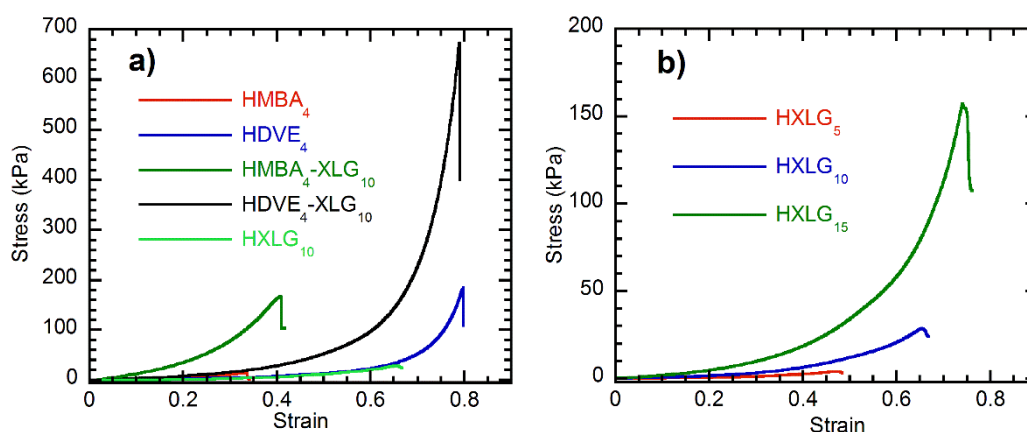 a)
Stress (kPa)
700
600
500
400
300
200
100
0
HMBA4
HDVE4
HMBA4-XLG10
HDVE4-XLG10
HXLG10
0
0.2
0.4
0.6
0.8
Strain
b)
Stress (kPa)
200
150
100
50
0
HXLG5
HXLG10
HXLG15
0
0.2
0.4
0.6
0.8
Strain